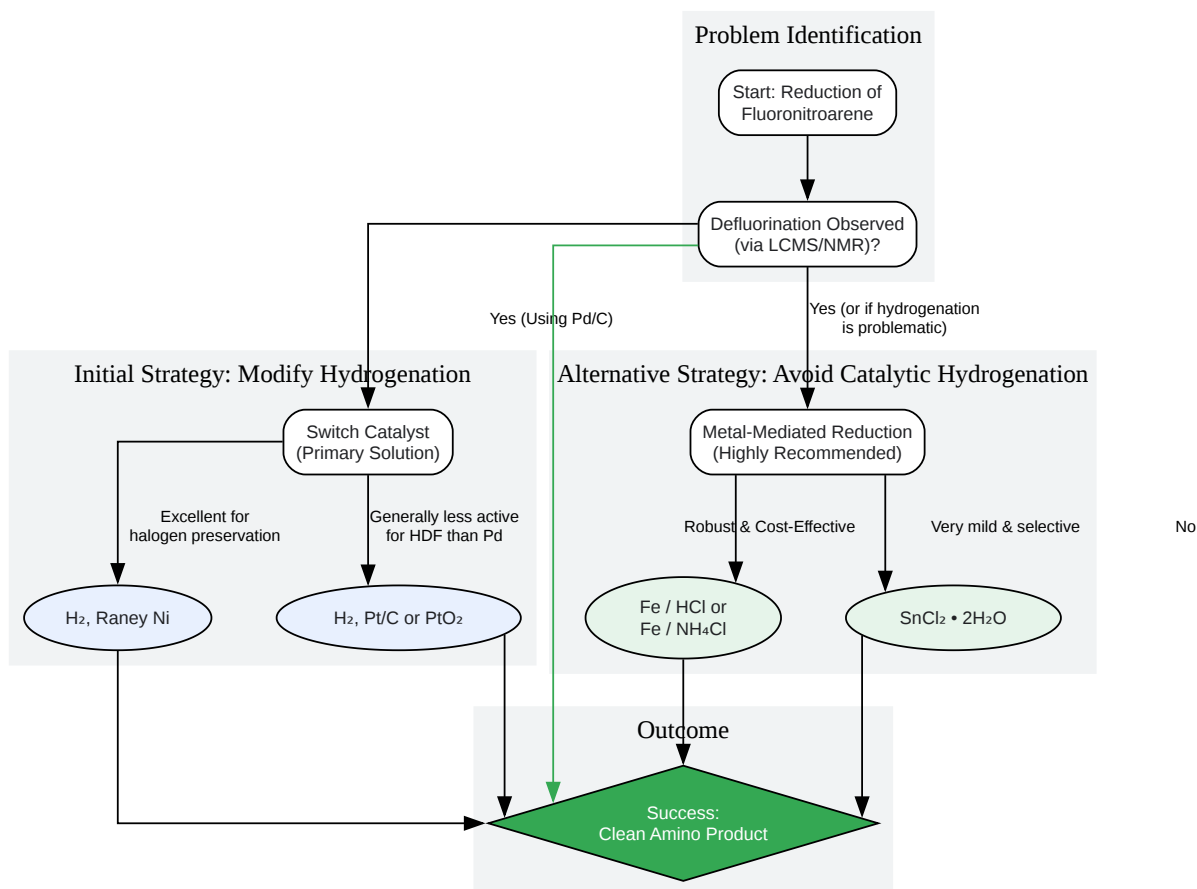 Problem Identification
Start: Reduction of
Fluoronitroarene
Defluorination Observed
(via LCMS/NMR)?
Yes (Using Pd/C)
Yes (or if hydrogenation
is problematic)
Initial Strategy: Modify Hydrogenation
Alternative Strategy: Avoid Catalytic Hydrogenation
Switch Catalyst
(Primary Solution)
Metal-Mediated Reduction
(Highly Recommended)
Excellent for
halogen preservation
Generally less active
for HDF than Pd
Robust & Cost-Effective
Very mild & selective
No
H₂, Raney Ni
H₂, Pt/C or PtO₂
Fe / HCl or
Fe / NH₄Cl
SnCl₂ • 2H₂O
Outcome
Success:
Clean Amino Product